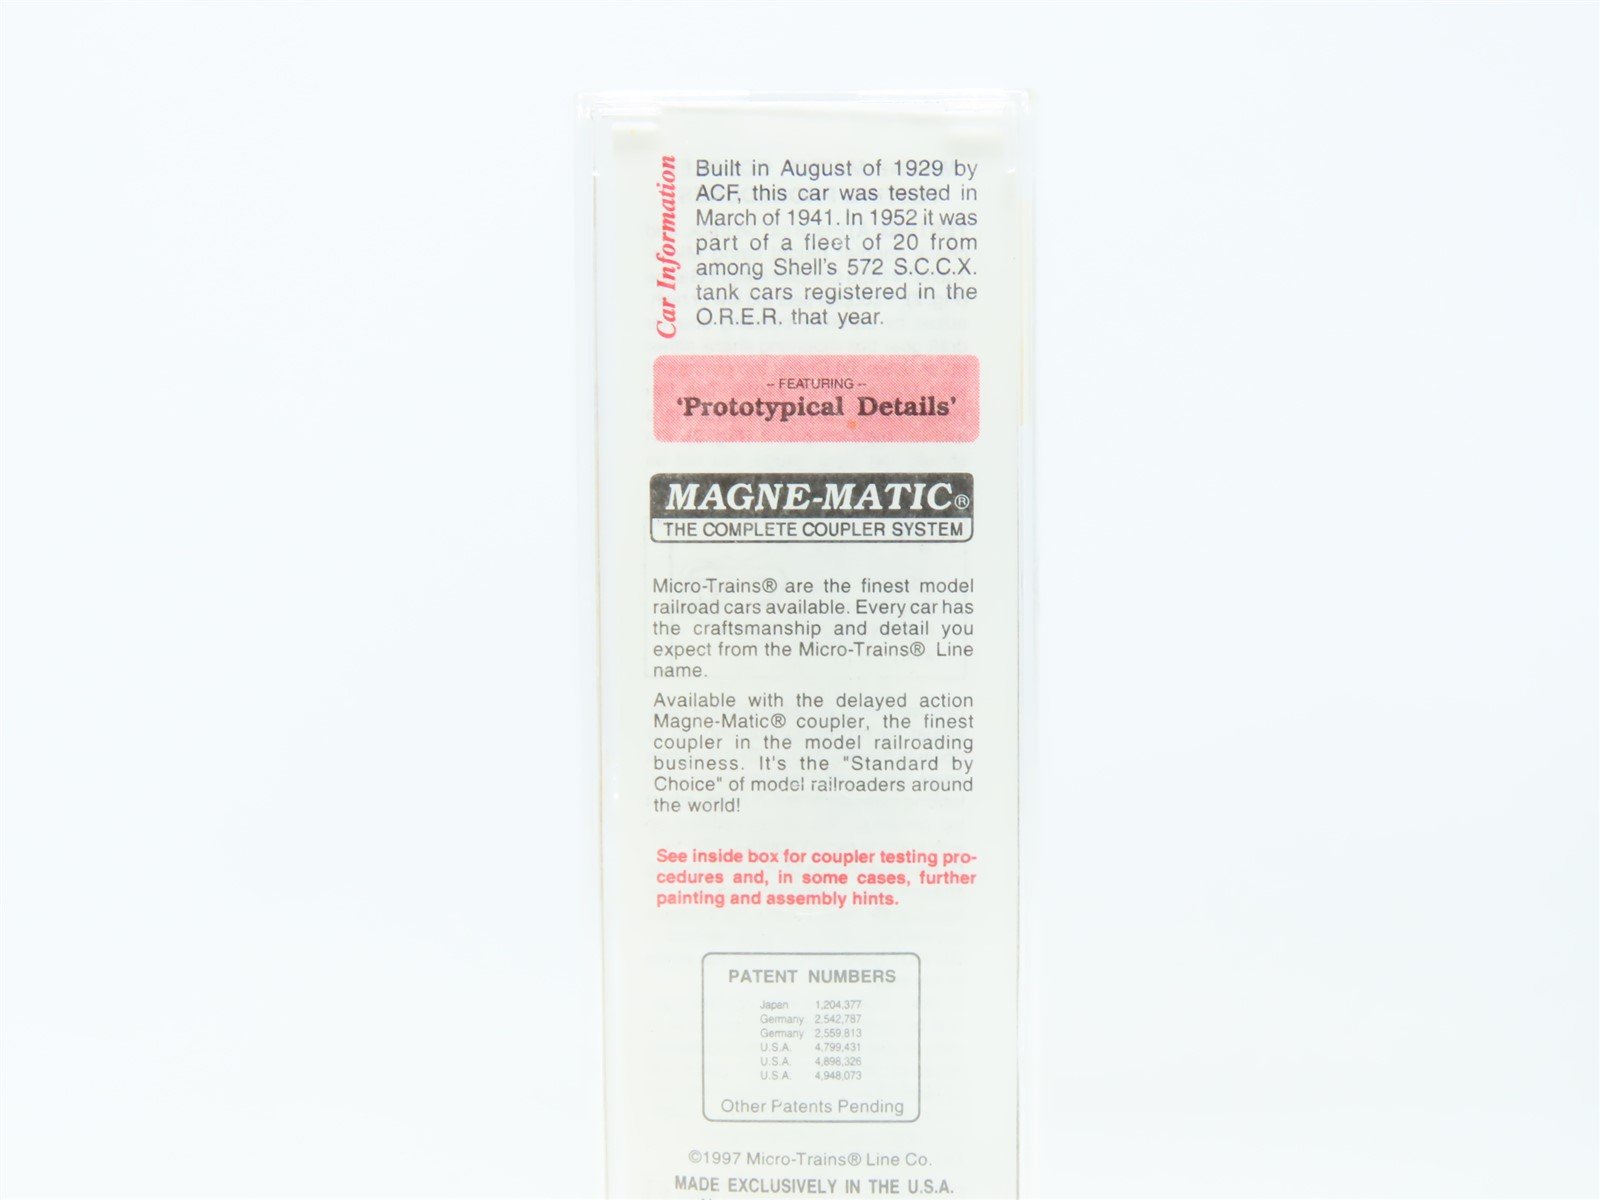 Car Information
Built in August of 1929 by
ACF, this car was tested in
March of 1941. In 1952 it was
part of a fleet of 20 from
among Shell's 572 S.C.C.X.
tank cars registered in the
O.R.E.R. that year.
-- FEATURING --
'Prototypical Details'
MAGNE-MATIC®
THE COMPLETE COUPLER SYSTEM
Micro-Trains® are the finest model
railroad cars available. Every car has
the craftsmanship and detail you
expect from the Micro-Trains® Line
name.
Available with the delayed action
Magne-Matic® coupler, the finest
coupler in the model railroading
business. It's the "Standard by
Choice" of model railroaders around
the world!
See inside box for coupler testing pro-
cedures and, in some cases, further
painting and assembly hints.
PATENT NUMBERS
Japan 1,204,377
Germany 2,542,787
Germany 2,559,813
U.S.A. 4,799,431
U.S.A. 4,898,326
U.S.A. 4,948,073
Other Patents Pending
©1997 Micro-Trains® Line Co.
MADE EXCLUSIVELY IN THE U.S.A.